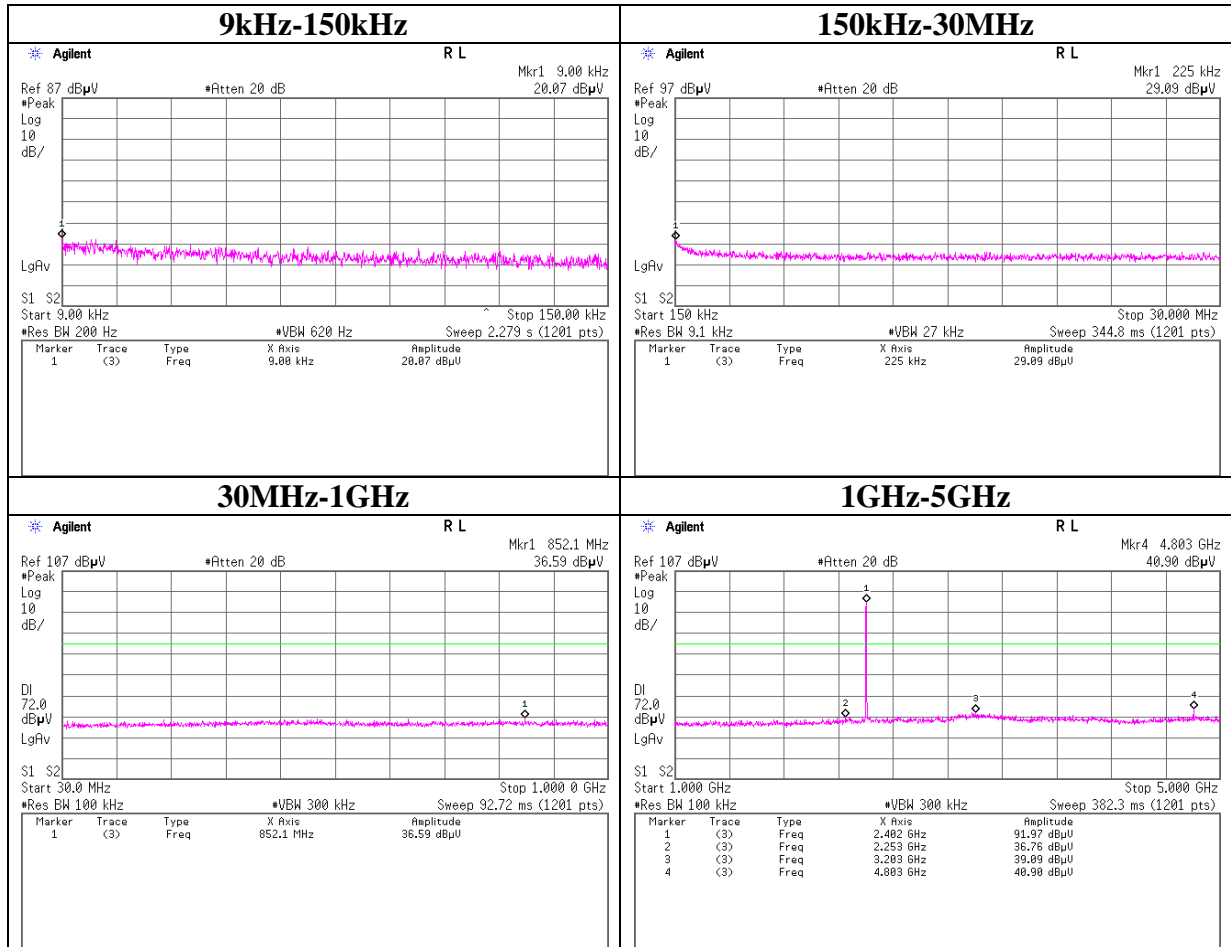 9kHz-150kHz
Agilent R L
Mkr1 9.00 kHz
Ref 87 dBµV #Atten 20 dB 20.07 dBµV
#Peak
Log
10
dB/
1
LgAv
S1 S2
Start 9.00 kHz ^ Stop 150.00 kHz
#Res BW 200 Hz #VBW 620 Hz Sweep 2.279 s (1201 pts)
Marker Trace Type X Axis Amplitude
1 (3) Freq 9.00 kHz 20.07 dBµV
150kHz-30MHz
Agilent R L
Mkr1 225 kHz
Ref 97 dBµV #Atten 20 dB 29.09 dBµV
#Peak
Log
10
dB/
1
LgAv
S1 S2
Start 150 kHz Stop 30.000 MHz
#Res BW 9.1 kHz #VBW 27 kHz Sweep 344.8 ms (1201 pts)
Marker Trace Type X Axis Amplitude
1 (3) Freq 225 kHz 29.09 dBµV
30MHz-1GHz
Agilent R L
Mkr1 852.1 MHz
Ref 107 dBµV #Atten 20 dB 36.59 dBµV
#Peak
Log
10
dB/
DI
72.0
dBµV
1
LgAv
S1 S2
Start 30.0 MHz Stop 1.000 0 GHz
#Res BW 100 kHz #VBW 300 kHz Sweep 92.72 ms (1201 pts)
Marker Trace Type X Axis Amplitude
1 (3) Freq 852.1 MHz 36.59 dBµV
1GHz-5GHz
Agilent R L
Mkr4 4.803 GHz
Ref 107 dBµV #Atten 20 dB 40.90 dBµV
#Peak
Log
10
dB/
1
DI
72.0
dBµV
2 3 4
LgAv
S1 S2
Start 1.000 GHz Stop 5.000 GHz
#Res BW 100 kHz #VBW 300 kHz Sweep 382.3 ms (1201 pts)
Marker Trace Type X Axis Amplitude
1 (3) Freq 2.402 GHz 91.97 dBµV
2 (3) Freq 2.253 GHz 36.76 dBµV
3 (3) Freq 3.203 GHz 39.09 dBµV
4 (3) Freq 4.803 GHz 40.90 dBµV